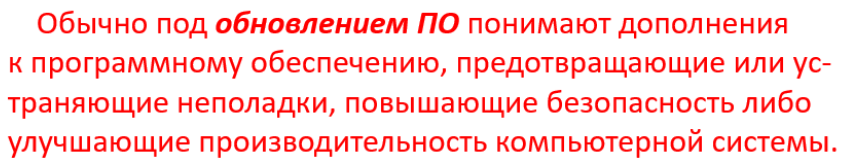 Обычно под обновлением ПО понимают дополнения
к программному обеспечению, предотвращающие или ус-
траняющие неполадки, повышающие безопасность либо
улучшающие производительность компьютерной системы.